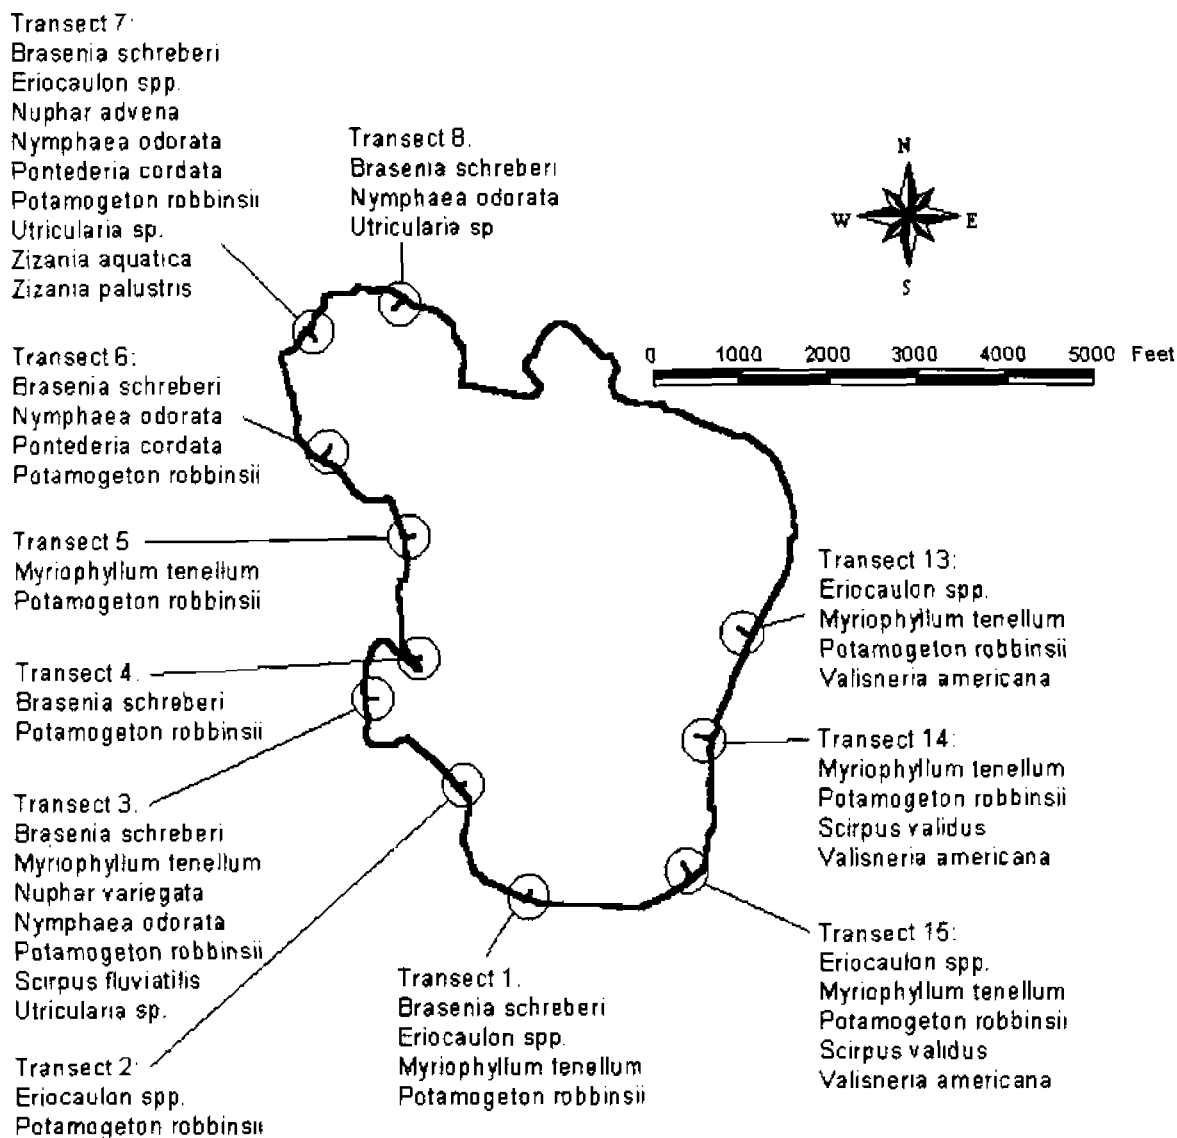 Transect 7:
Brasenia schreberi
Eriocaulon spp.
Nuphar advena
Nymphaea odorata
Pontederia cordata
Potamogeton robbinsii
Utricularia sp.
Zizania aquatica
Zizania palustris
Transect 8.
Brasenia schreberi
Nymphaea odorata
Utricularia sp
N
W E
S
0 1000 2000 3000 4000 5000 Feet
Transect 6:
Brasenia schreberi
Nymphaea odorata
Pontederia cordata
Potamogeton robbinsii
Transect 5
Myriophyllum tenellum
Potamogeton robbinsii
Transect 4.
Brasenia schreberi
Potamogeton robbinsii
Transect 3.
Brasenia schreberi
Myriophyllum tenellum
Nuphar variegata
Nymphaea odorata
Potamogeton robbinsii
Scirpus fluviatilis
Utricularia sp.
Transect 2:
Eriocaulon spp.
Potamogeton robbinsii
Transect 1.
Brasenia schreberi
Eriocaulon spp.
Myriophyllum tenellum
Potamogeton robbinsii
Transect 13:
Eriocaulon spp.
Myriophyllum tenellum
Potamogeton robbinsii
Valisneria americana
Transect 14:
Myriophyllum tenellum
Potamogeton robbinsii
Scirpus validus
Valisneria americana
Transect 15:
Eriocaulon spp.
Myriophyllum tenellum
Potamogeton robbinsii
Scirpus validus
Valisneria americana